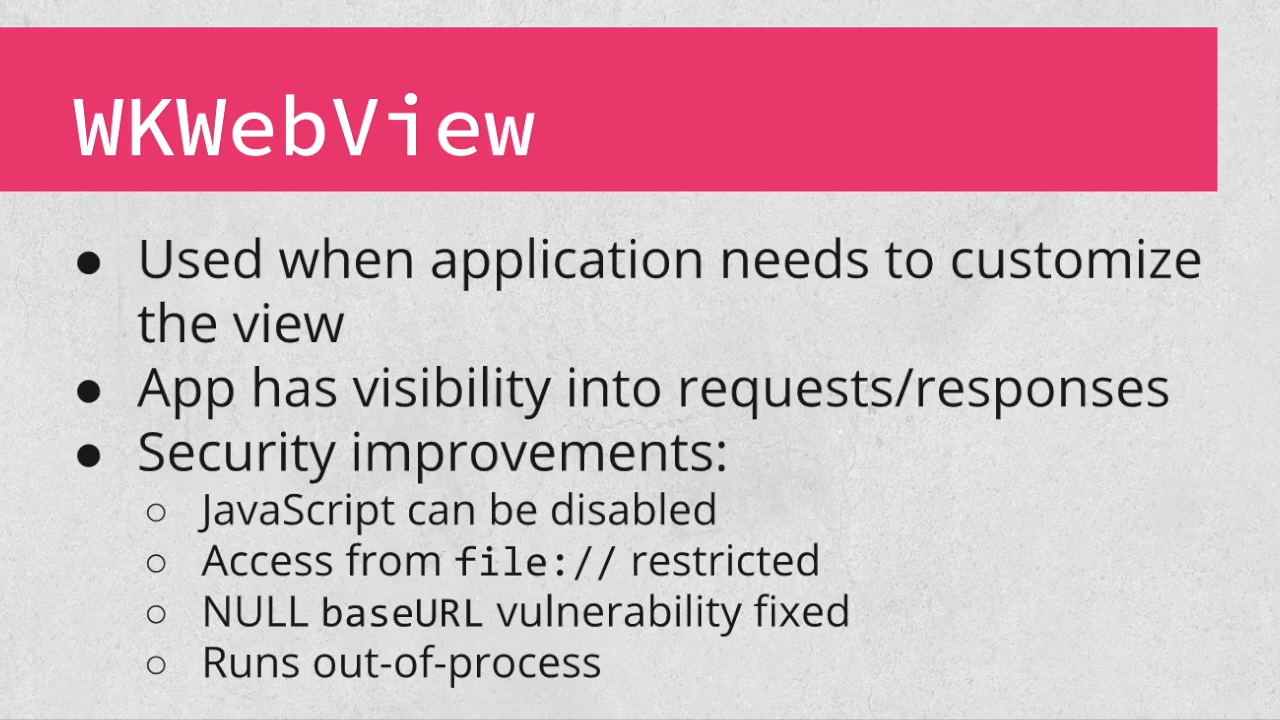 WKWebView
● Used when application needs to customize
the view
● App has visibility into requests/responses
● Security improvements:
○ JavaScript can be disabled
○ Access from file:// restricted
○ NULL baseURL vulnerability fixed
○ Runs out-of-process